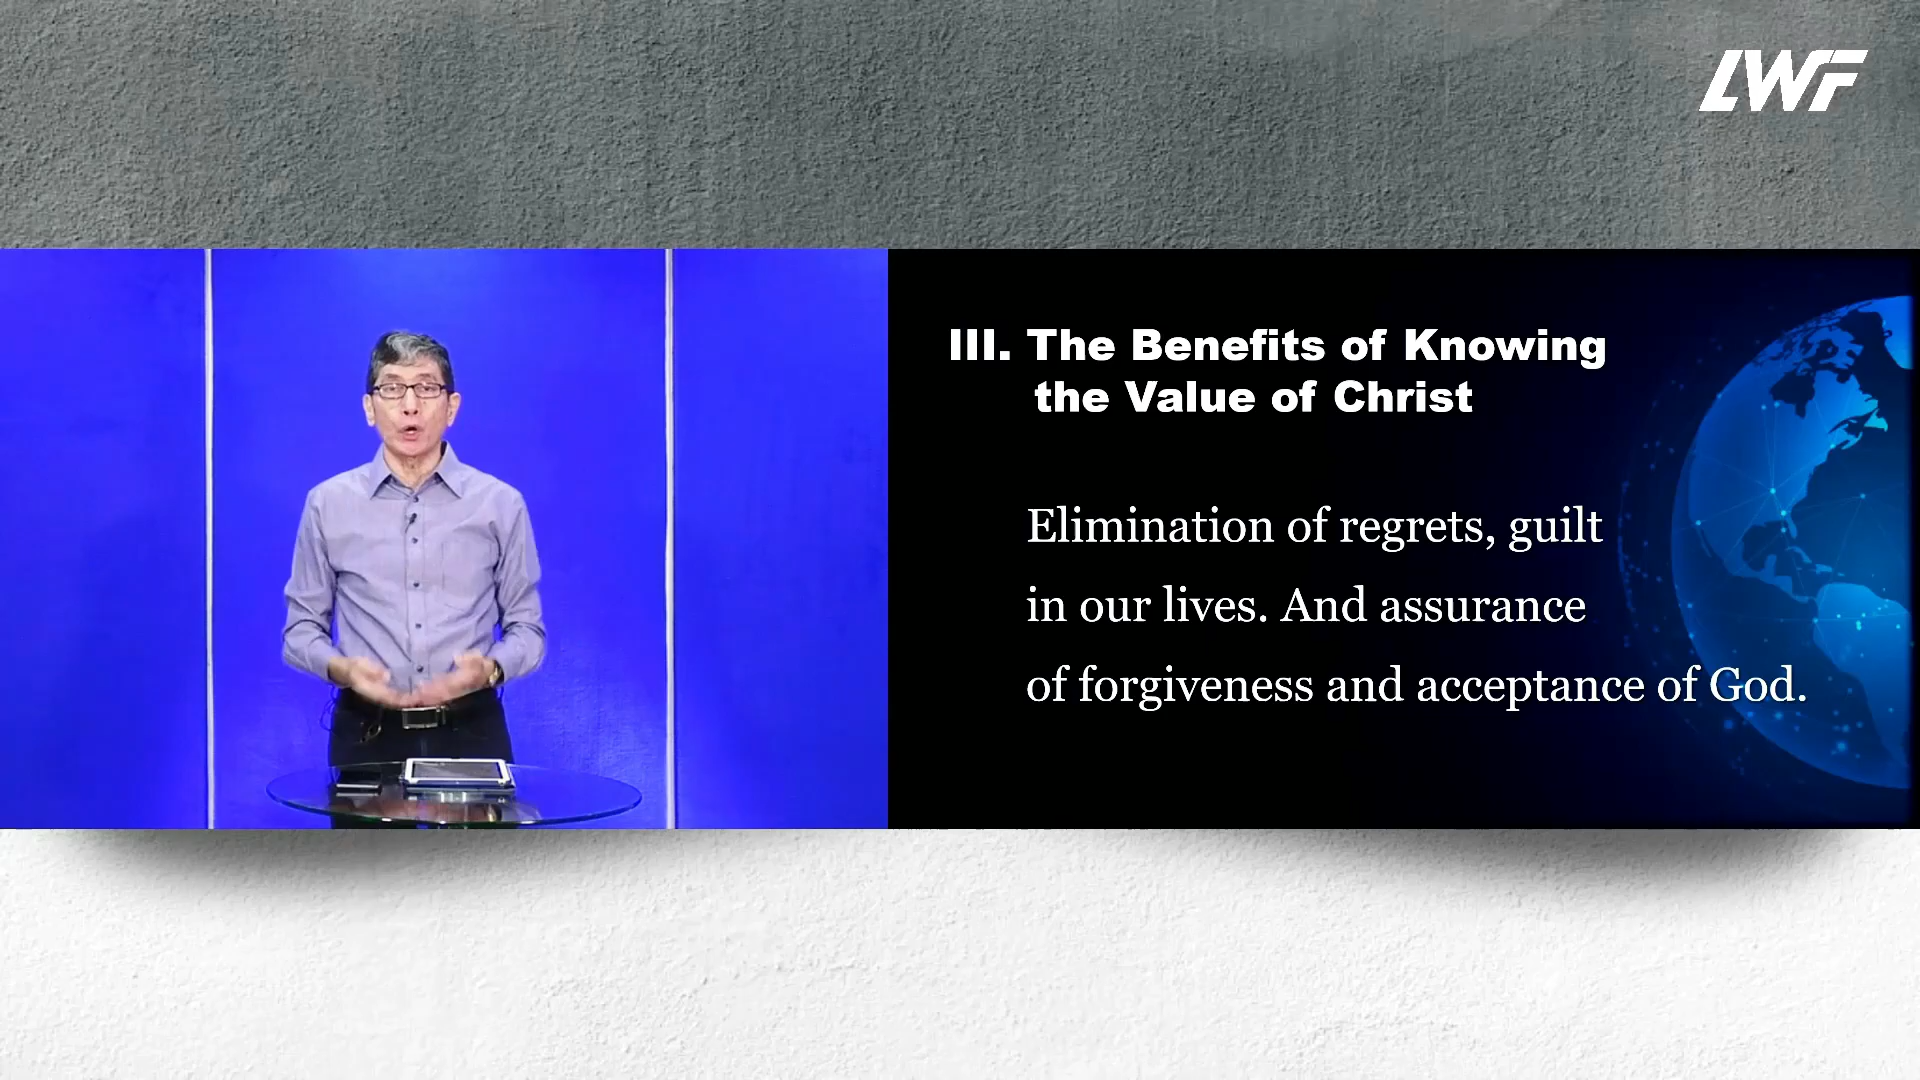 LWF
III. The Benefits of Knowing
the Value of Christ
Elimination of regrets, guilt
in our lives. And assurance
of forgiveness and acceptance of God.